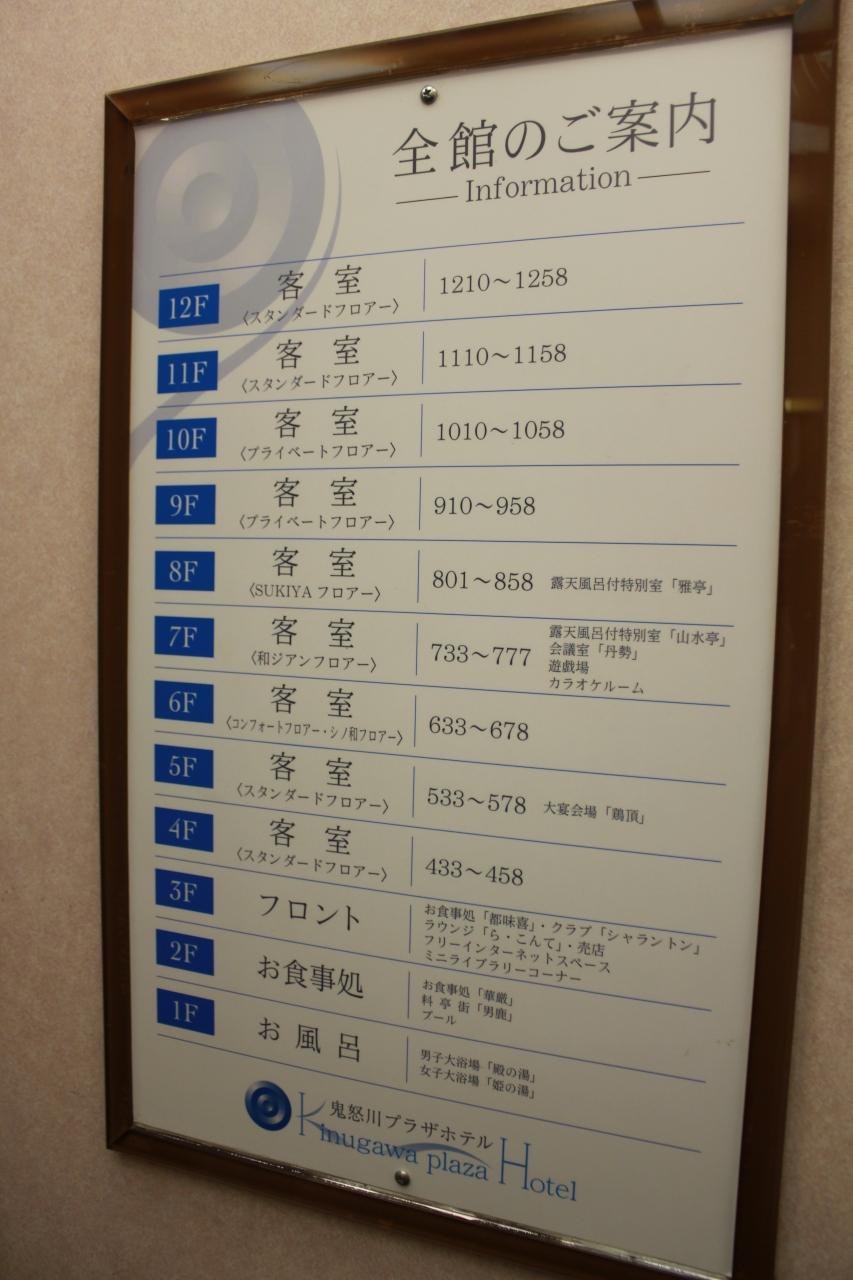 全館のご案内
Information
12F 客室 1210～1258
〈スタンダードフロアー〉
11F 客室 1110～1158
〈スタンダードフロアー〉
10F 客室 1010～1058
〈プライベートフロアー〉
9F 客室 910～958
〈プライベートフロアー〉
8F 客室 801～858 露天風呂付特別室「雅亭」
〈SUKIYAフロアー〉
7F 客室 733～777 露天風呂付特別室「山水亭」
〈和ジアンフロアー〉 会議室「丹勢」
遊戯場
カラオケルーム
6F 客室 633～678
〈コンフォートフロアー・シノ和フロアー〉
5F 客室 533～578 大宴会場「鶏頂」
〈スタンダードフロアー〉
4F 客室 433～458
〈スタンダードフロアー〉
3F フロント お食事処「都味喜」・クラブ「シャラントン」
ラウンジ「ら・こんて」・売店
フリーインターネットスペース
ミニライブラリーコーナー
2F お食事処 お食事処「華厳」
料亭街「男鹿」
プール
1F お風呂 男子大浴場「殿の湯」
女子大浴場「姫の湯」
鬼怒川プラザホテル
Kinugawa plaza Hotel